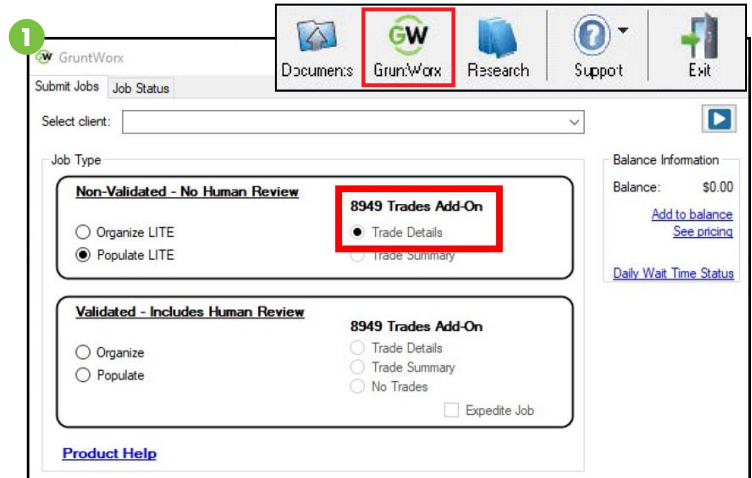 1
GW
Documents GruntWorx Research Support Exit
GW GruntWorx
Submit Jobs Job Status
Select client:
Job Type
Non-Validated - No Human Review
8949 Trades Add-On
Organize LITE
Trade Details
Populate LITE
Trade Summary
Validated - Includes Human Review
8949 Trades Add-On
Organize
Trade Details
Trade Summary
Populate
No Trades
Expedite Job
Product Help
Balance Information
Balance: $0.00
Add to balance
See pricing
Daily Wait Time Status